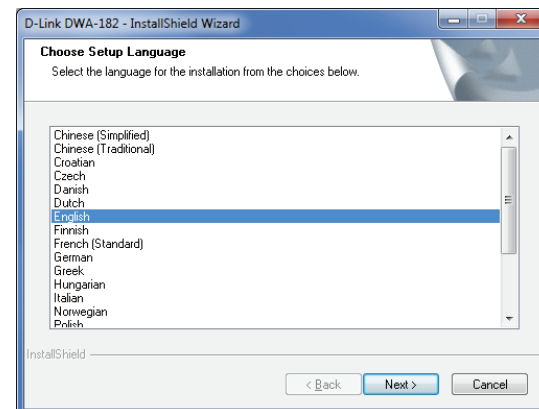 D-Link DWA-182 - InstallShield Wizard
Choose Setup Language
Select the language for the installation from the choices below.
Chinese (Simplified)
Chinese (Traditional)
Croatian
Czech
Danish
Dutch
English
Finnish
French (Standard)
German
Greek
Hungarian
Italian
Norwegian
Polish
InstallShield
< Back
Next >
Cancel